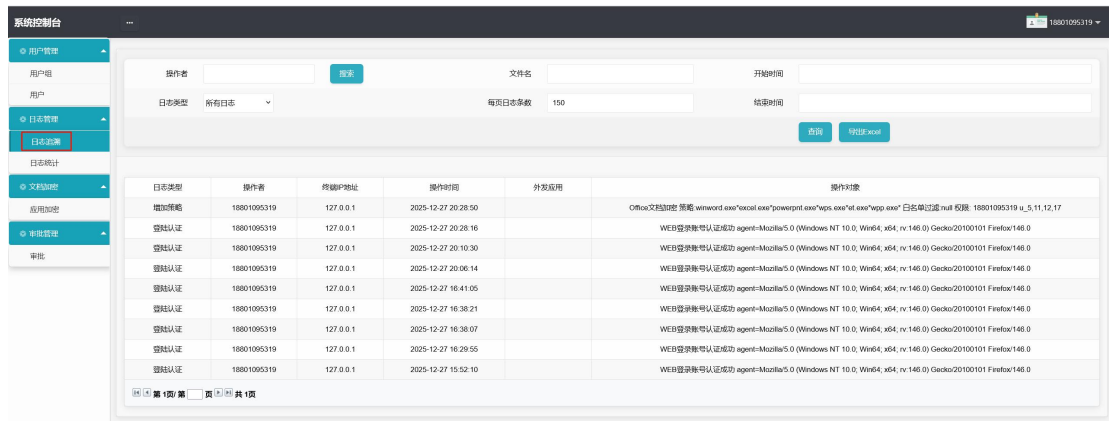 系统控制台 ... 18801095319
用户管理
用户组
用户
日志管理
日志追溯
日志统计
文档加密
应用加密
审批管理
审批
操作者 搜索 文件名 开始时间
日志类型 所有日志 每页日志条数 150 结束时间
查询 导出Excel
日志类型 操作者 终端IP地址 操作时间 外发应用 操作对象
增加策略 18801095319 127.0.0.1 2025-12-27 20:28:50 Office文档加密 策略:winword.exe*excel.exe*powerpnt.exe*wps.exe*et.exe*wpp.exe* 白名单过滤:null 权限: 18801095319 u_5,11,12,17
登陆认证 18801095319 127.0.0.1 2025-12-27 20:28:16 WEB登录账号认证成功 agent=Mozilla/5.0 (Windows NT 10.0; Win64; x64; rv:146.0) Gecko/20100101 Firefox/146.0
登陆认证 18801095319 127.0.0.1 2025-12-27 20:10:30 WEB登录账号认证成功 agent=Mozilla/5.0 (Windows NT 10.0; Win64; x64; rv:146.0) Gecko/20100101 Firefox/146.0
登陆认证 18801095319 127.0.0.1 2025-12-27 20:06:14 WEB登录账号认证成功 agent=Mozilla/5.0 (Windows NT 10.0; Win64; x64; rv:146.0) Gecko/20100101 Firefox/146.0
登陆认证 18801095319 127.0.0.1 2025-12-27 16:41:05 WEB登录账号认证成功 agent=Mozilla/5.0 (Windows NT 10.0; Win64; x64; rv:146.0) Gecko/20100101 Firefox/146.0
登陆认证 18801095319 127.0.0.1 2025-12-27 16:38:21 WEB登录账号认证成功 agent=Mozilla/5.0 (Windows NT 10.0; Win64; x64; rv:146.0) Gecko/20100101 Firefox/146.0
登陆认证 18801095319 127.0.0.1 2025-12-27 16:38:07 WEB登录账号认证成功 agent=Mozilla/5.0 (Windows NT 10.0; Win64; x64; rv:146.0) Gecko/20100101 Firefox/146.0
登陆认证 18801095319 127.0.0.1 2025-12-27 16:29:55 WEB登录账号认证成功 agent=Mozilla/5.0 (Windows NT 10.0; Win64; x64; rv:146.0) Gecko/20100101 Firefox/146.0
登陆认证 18801095319 127.0.0.1 2025-12-27 15:52:10 WEB登录账号认证成功 agent=Mozilla/5.0 (Windows NT 10.0; Win64; x64; rv:146.0) Gecko/20100101 Firefox/146.0
第 1页/ 第 页 共 1页